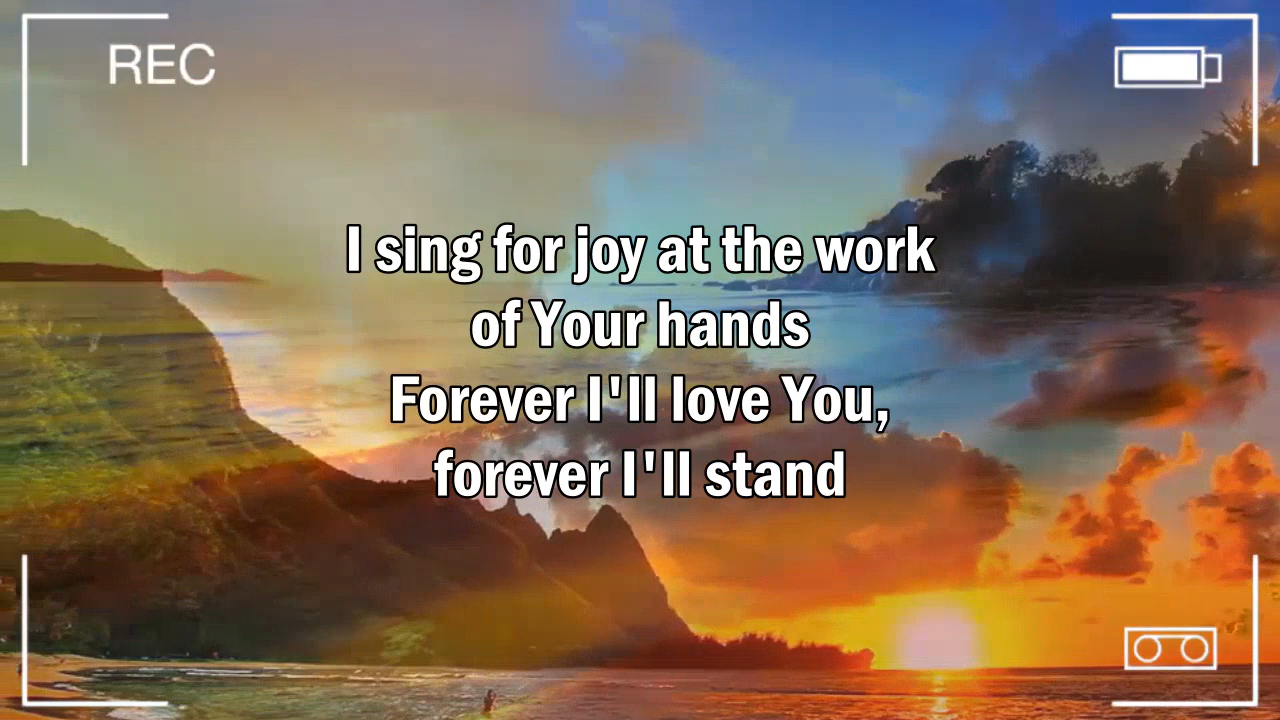 REC
I sing for joy at the work
of Your hands
Forever I'll love You,
forever I'll stand